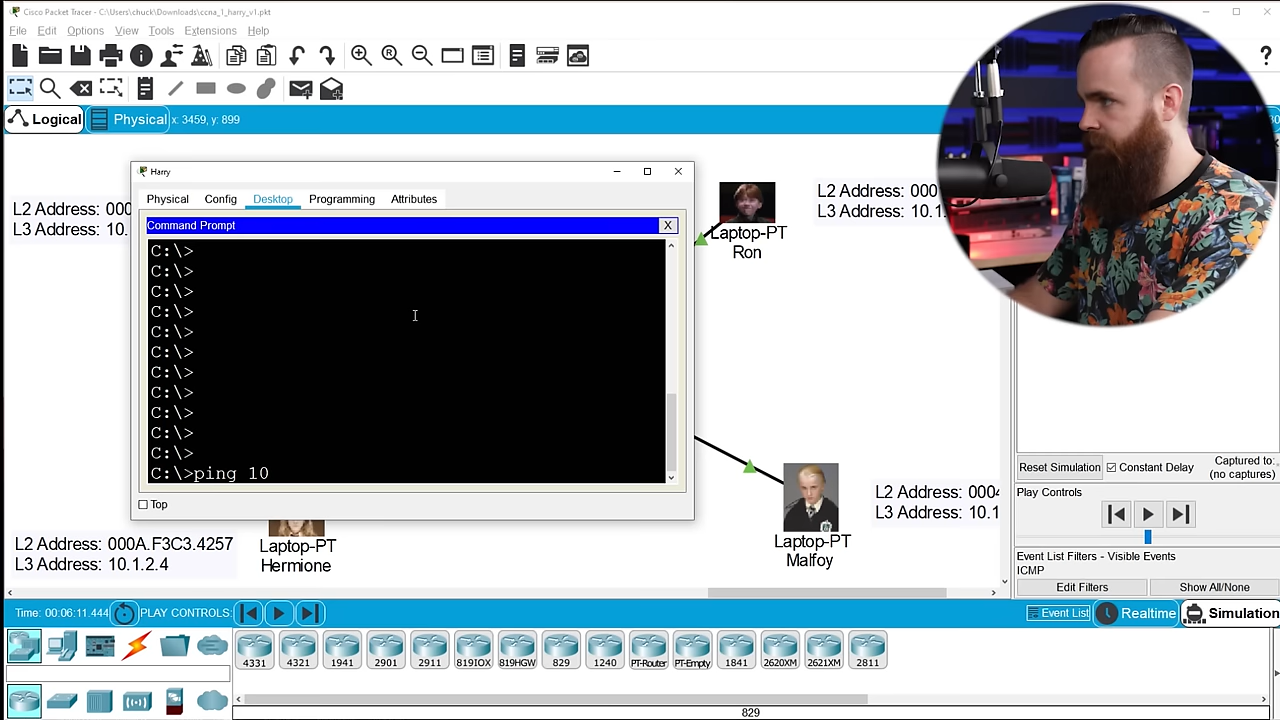 Cisco Packet Tracer - C:\Users\chuck\Downloads\ccna_1_harry_v1.pkt
File Edit Options View Tools Extensions Help
Logical Physical x: 3459, y: 899
Harry
Physical Config Desktop Programming Attributes
Command Prompt X
C:\>
C:\>
C:\>
C:\>
C:\>
C:\>
C:\>
C:\>
C:\>
C:\>
C:\>
C:\>ping 10
Top
L2 Address: 000
L3 Address: 10.
Laptop-PT
Ron
L2 Address: 000
L3 Address: 10.1.
L2 Address: 000A.F3C3.4257
L3 Address: 10.1.2.4
Laptop-PT
Hermione
Laptop-PT
Malfoy
L2 Address: 0004
L3 Address: 10.1
Reset Simulation Constant Delay Captured to:
(no captures)
Play Controls
Event List Filters - Visible Events
ICMP
Edit Filters Show All/None
Time: 00:06:11.444 PLAY CONTROLS: Event List Realtime Simulation
4331 4321 1941 2901 2911 819IOX 819HGW 829 1240 PT-Router PT-Empty 1841 2620XM 2621XM 2811
829